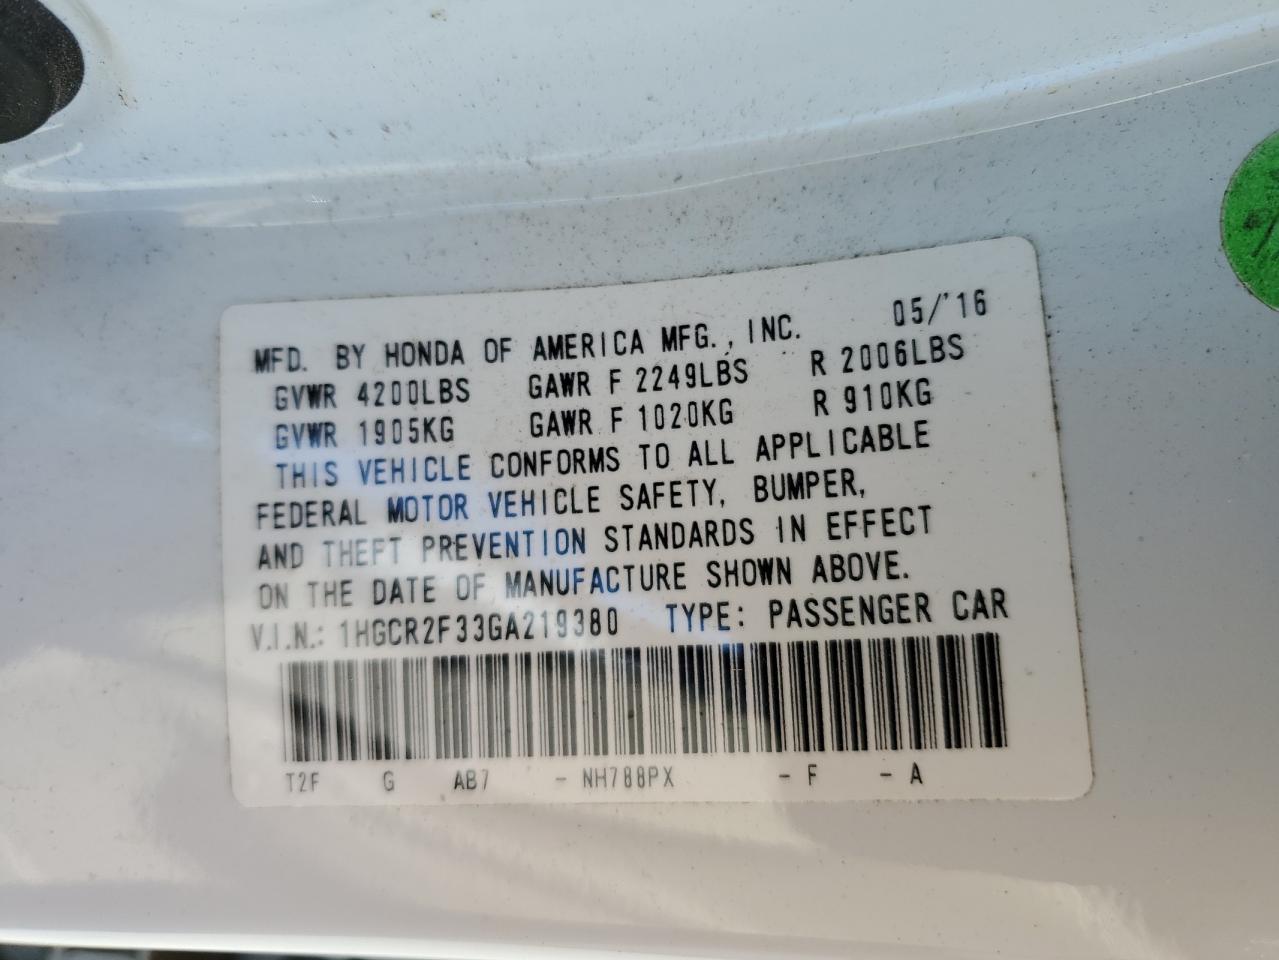 05/'16
MFD. BY HONDA OF AMERICA MFG., INC.
GVWR 4200LBS GAWR F 2249LBS R 2006LBS
GVWR 1905KG GAWR F 1020KG R 910KG
THIS VEHICLE CONFORMS TO ALL APPLICABLE
FEDERAL MOTOR VEHICLE SAFETY, BUMPER,
AND THEFT PREVENTION STANDARDS IN EFFECT
ON THE DATE OF MANUFACTURE SHOWN ABOVE.
V.I.N.: 1HGCR2F33GA219380 TYPE: PASSENGER CAR
T2F G AB7 - NH788PX - F - A